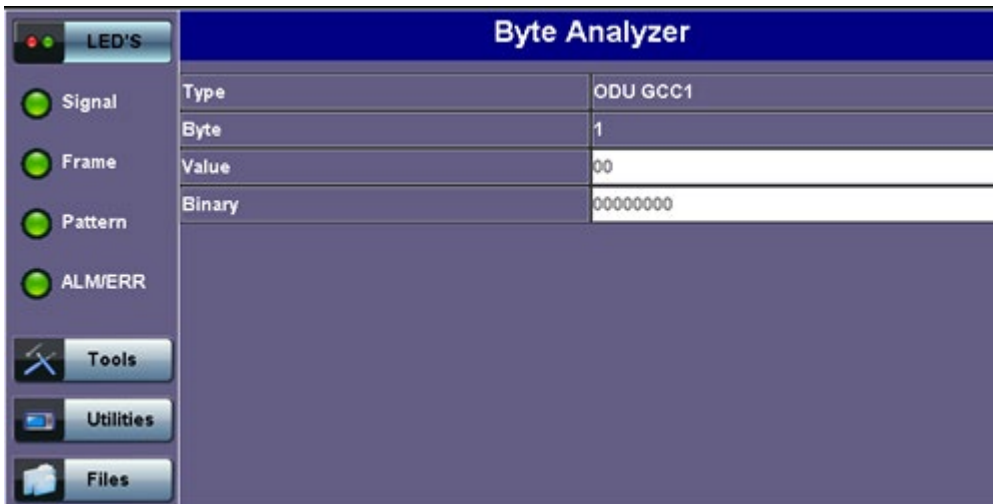 LED'S
Byte Analyzer
Signal
Frame
Pattern
ALM/ERR
Tools
Utilities
Files
Type ODU GCC1
Byte 1
Value 00
Binary 00000000